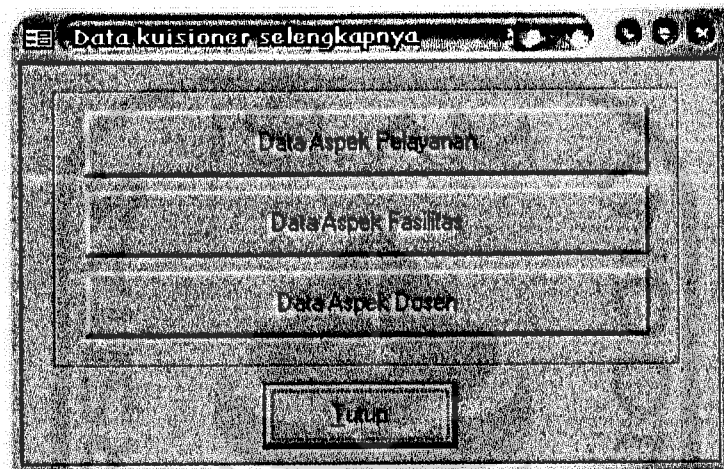 Data kuisioner selengkapnya
Data Aspek Pelayanan
Data Aspek Fasilitas
Data Aspek Dosen
Tutup